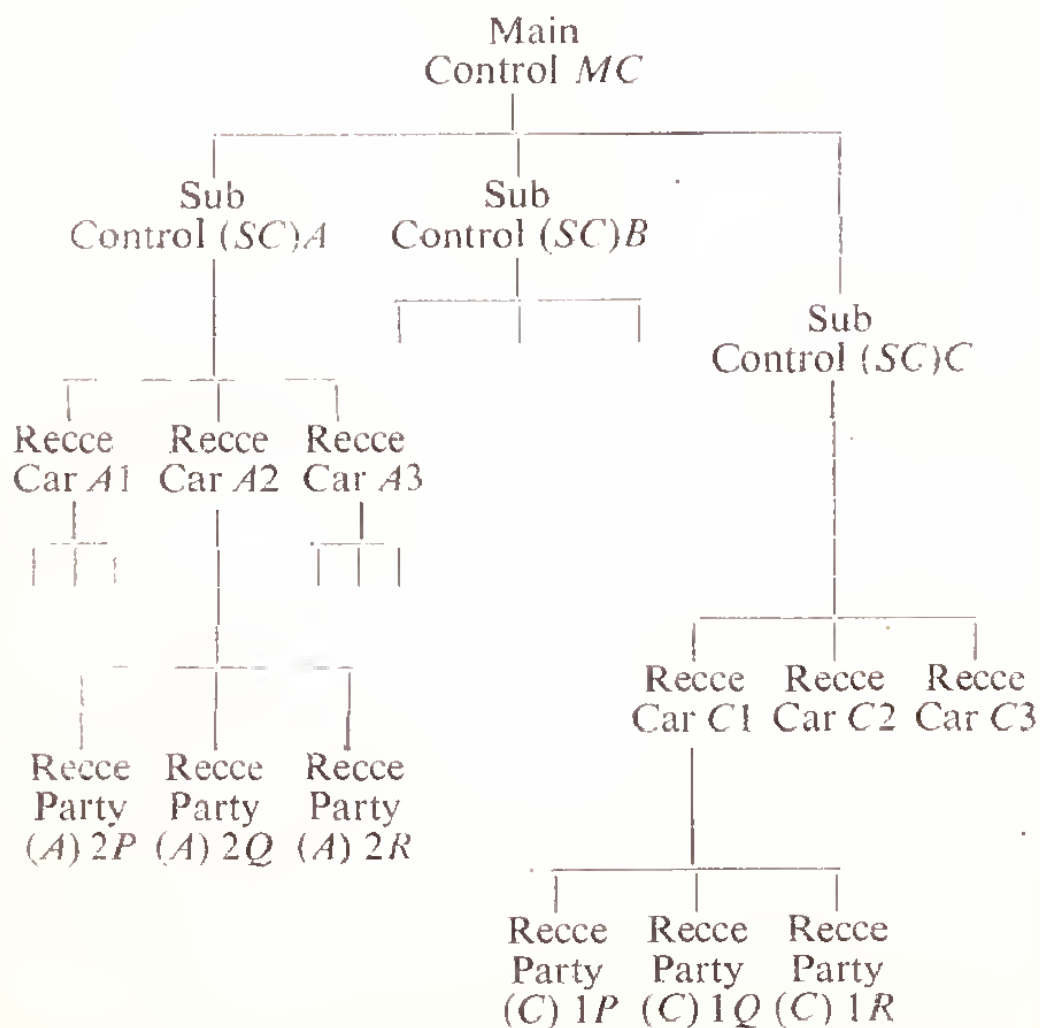 Main
Control MC
Sub
Control (SC)A
Sub
Control (SC)B
Sub
Control (SC)C
Recce
Car A1
Recce
Car A2
Recce
Car A3
Recce
Car C1
Recce
Car C2
Recce
Car C3
Recce
Party
(A) 2P
Recce
Party
(A) 2Q
Recce
Party
(A) 2R
Recce
Party
(C) 1P
Recce
Party
(C) 1Q
Recce
Party
(C) 1R